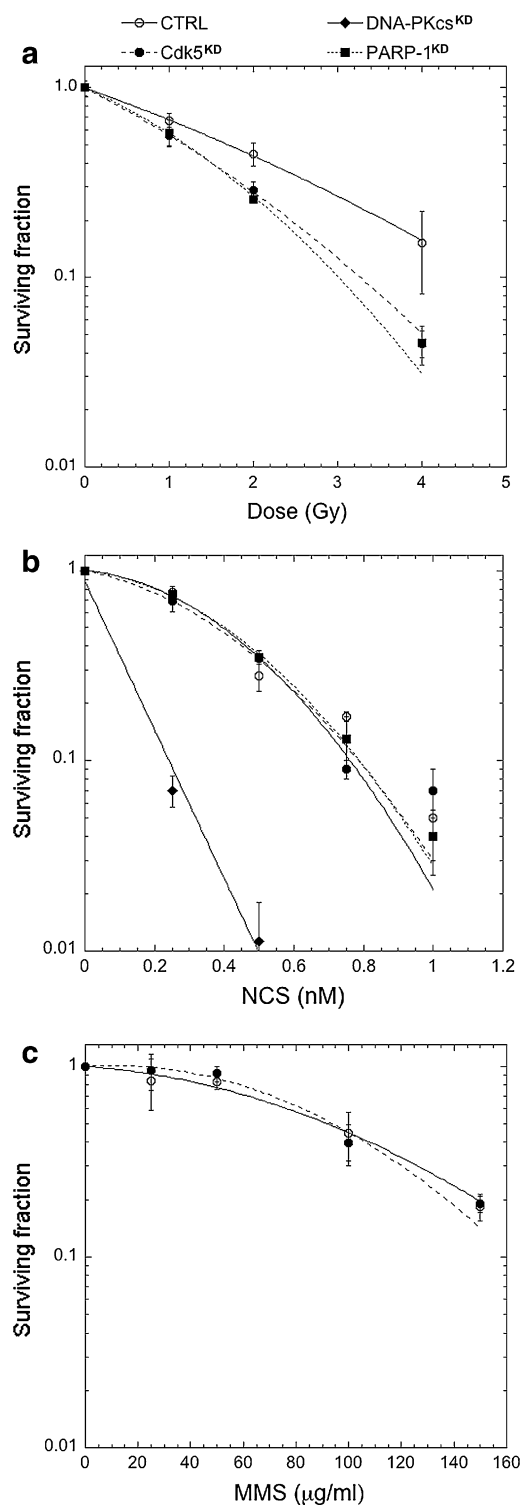 CTRL
DNA-PKcsKD
Cdk5KD
PARP-1KD
a
1.0
0.1
0.01
Surviving fraction
0 1 2 3 4 5
Dose (Gy)
b
1
0.1
0.01
Surviving fraction
0 0.2 0.4 0.6 0.8 1 1.2
NCS (nM)
c
1
0.1
0.01
Surviving fraction
0 20 40 60 80 100 120 140 160
MMS (µg/ml)